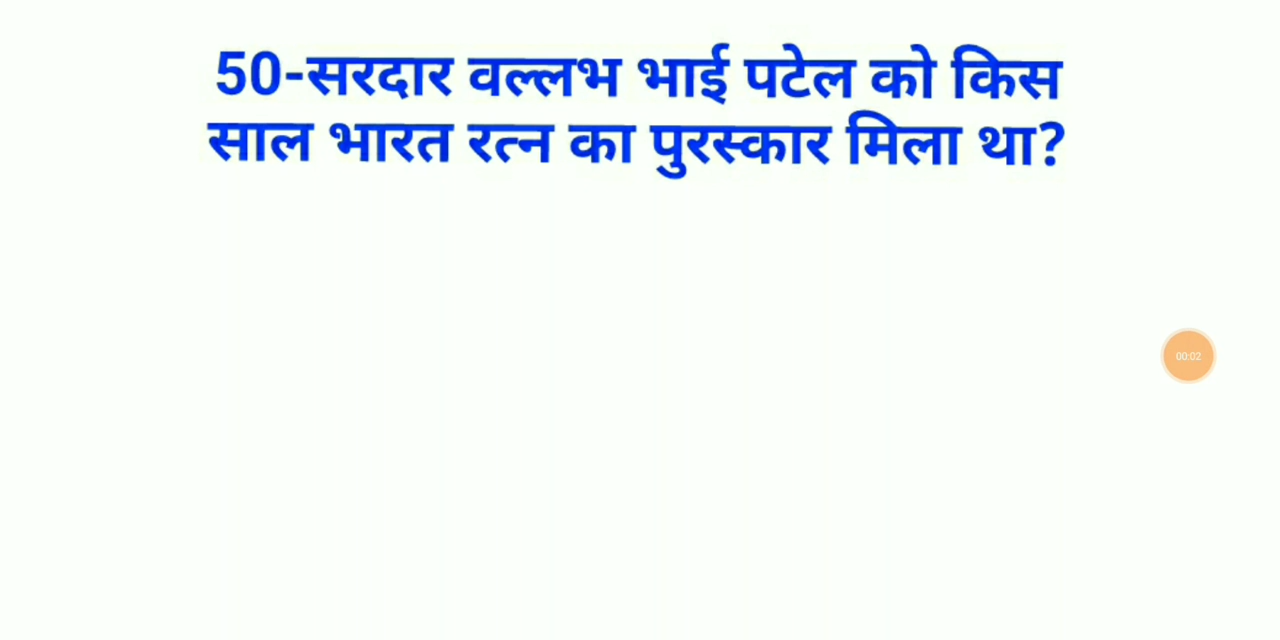 50-सरदार वल्लभ भाई पटेल को किस
साल भारत रत्न का पुरस्कार मिला था?
00:02